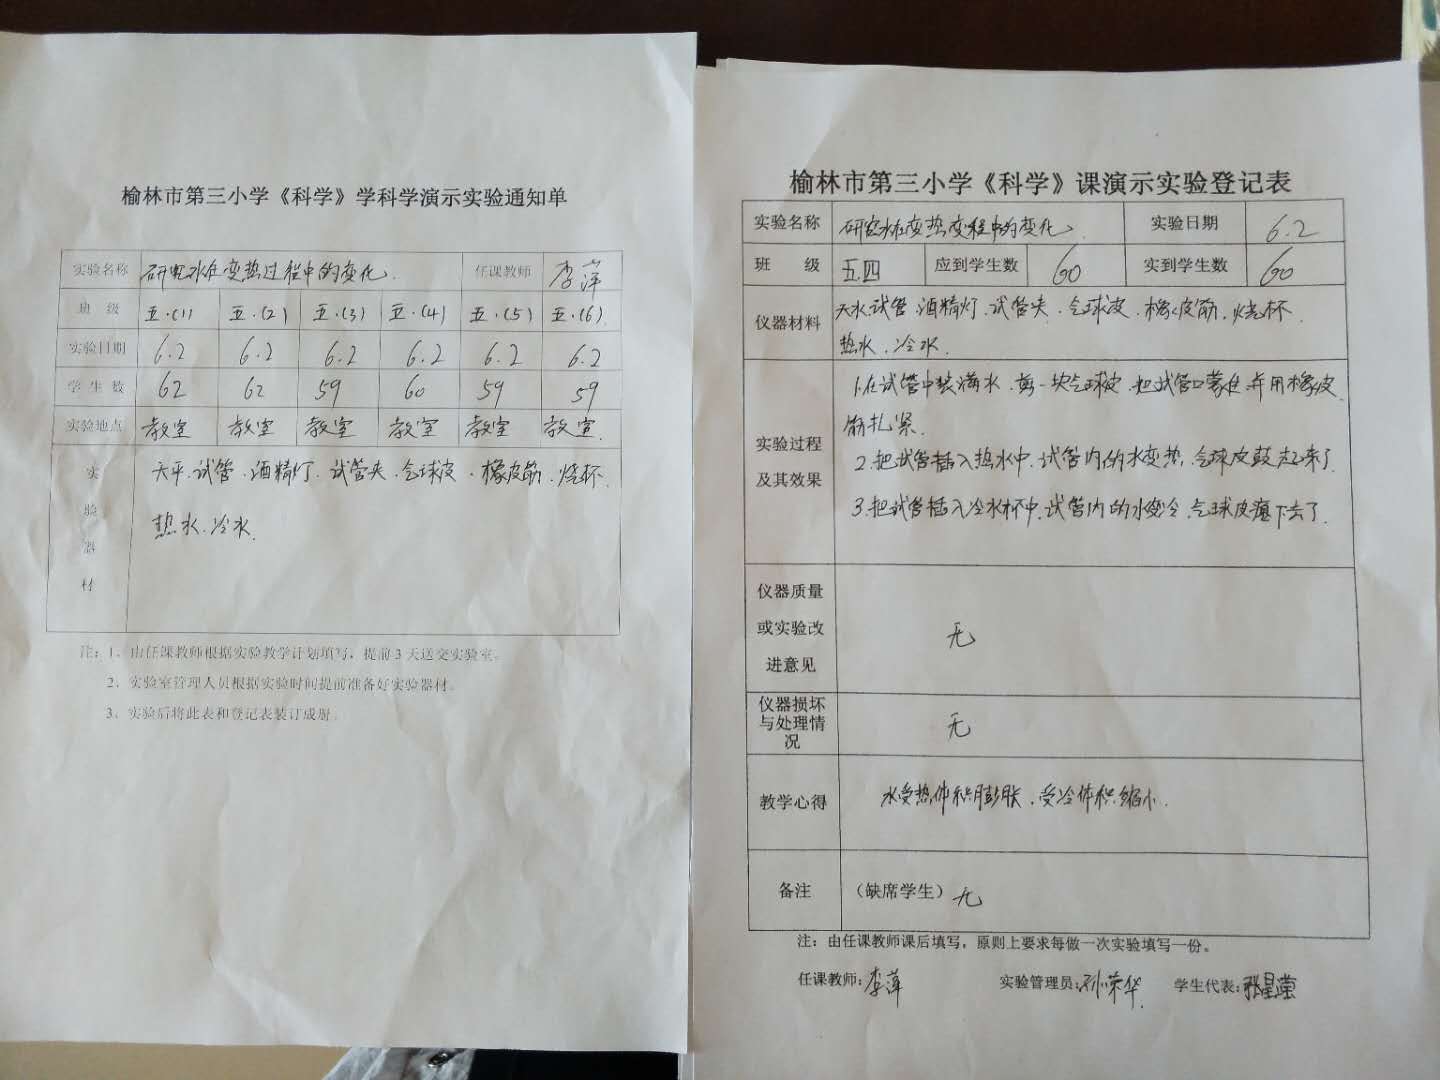 榆林市第三小学《科学》学科学演示实验通知单
实验名称 研究水在变热过程中的变化. 任课教师 李萍
班 级 五.(1) 五.(2) 五.(3) 五.(4) 五.(5) 五.(6)
实验日期 6.2 6.2 6.2 6.2 6.2 6.2
学 生 数 62 62 59 60 59 59
实验地点 教室 教室 教室 教室 教室 教室.
实验器材 天平.试管.酒精灯.试管夹.气球皮.橡皮筋.烧杯.
热水.冷水.
注：1、由任课教师根据实验教学计划填写，提前3天送交实验室。
2、实验室管理人员根据实验时间提前准备好实验器材。
3、实验后将此表和登记表装订成册。
榆林市第三小学《科学》课演示实验登记表
实验名称 研究水在变热变程中的变化. 实验日期 6.2
班 级 五.四 应到学生数 60 实到学生数 60
仪器材料 天水试管.酒精灯.试管夹.气球皮.橡皮筋.烧杯.
热水.冷水.
实验过程及其效果 1.在试管中装满水.剪一块气球皮.把试管口蒙住.并用橡皮
筋扎紧.
2.把试管插入热水中.试管内的水变热.气球皮鼓起来了.
3.把试管插入冷水杯中.试管内的水变冷.气球皮瘪下去了.
仪器质量或实验改进意见 无
仪器损坏与处理情况 无
教学心得 水受热体积膨胀.受冷体积缩小.
备注 （缺席学生）无
注：由任课教师课后填写，原则上要求每做一次实验填写一份。
任课教师:李萍 实验管理员:孙荣华. 学生代表:张星莹